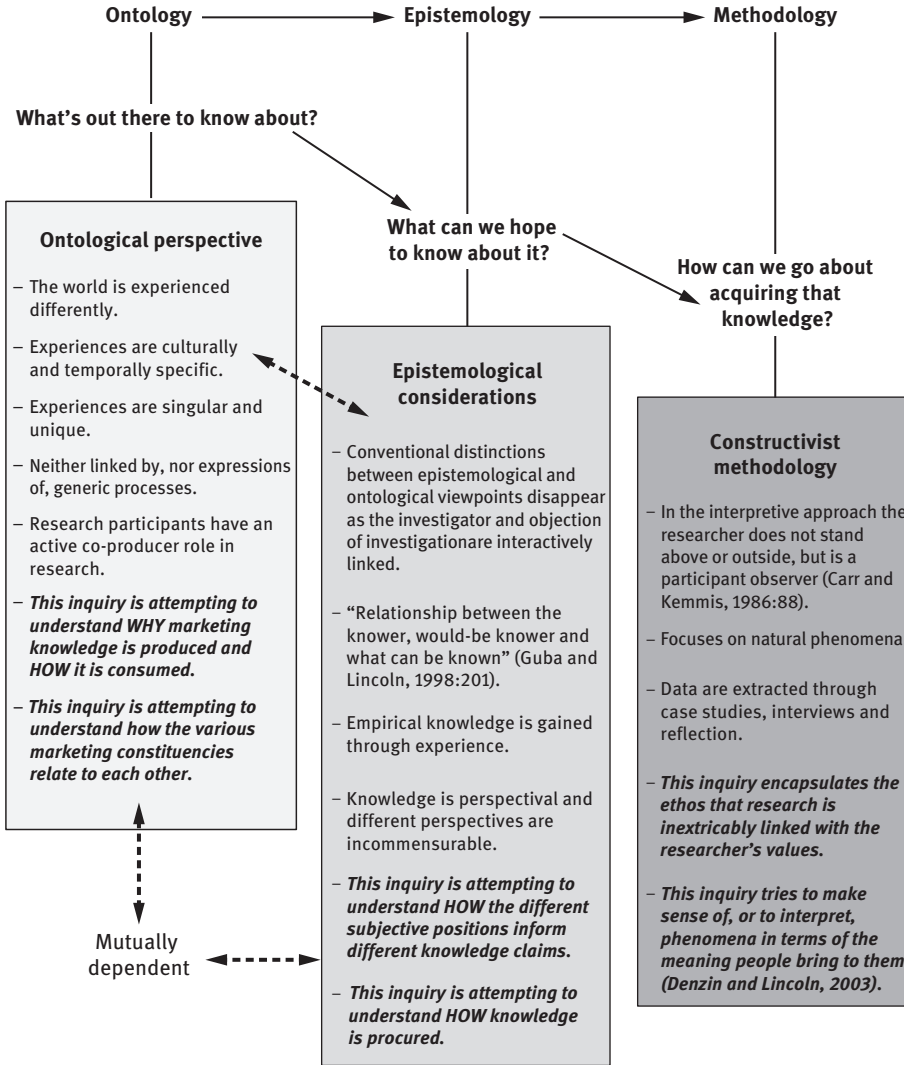 Ontology
Epistemology
Methodology
What’s out there to know about?
What can we hope
to know about it?
How can we go about
acquiring that
knowledge?
Ontological perspective
– The world is experienced
differently.
– Experiences are culturally
and temporally specific.
– Experiences are singular and
unique.
– Neither linked by, nor expressions
of, generic processes.
– Research participants have an
active co-producer role in
research.
– This inquiry is attempting to
understand WHY marketing
knowledge is produced and
HOW it is consumed.
– This inquiry is attempting to
understand how the various
marketing constituencies
relate to each other.
Mutually
dependent
Epistemological
considerations
– Conventional distinctions
between epistemological and
ontological viewpoints disappear
as the investigator and objection
of investigationare interactively
linked.
– “Relationship between the
knower, would-be knower and
what can be known” (Guba and
Lincoln, 1998:201).
– Empirical knowledge is gained
through experience.
– Knowledge is perspectival and
different perspectives are
incommensurable.
– This inquiry is attempting to
understand HOW the different
subjective positions inform
different knowledge claims.
– This inquiry is attempting to
understand HOW knowledge
is procured.
Constructivist
methodology
– In the interpretive approach the
researcher does not stand
above or outside, but is a
participant observer (Carr and
Kemmis, 1986:88).
– Focuses on natural phenomena
– Data are extracted through
case studies, interviews and
reflection.
– This inquiry encapsulates the
ethos that research is
inextricably linked with the
researcher’s values.
– This inquiry tries to make
sense of, or to interpret,
phenomena in terms of the
meaning people bring to them
(Denzin and Lincoln, 2003).